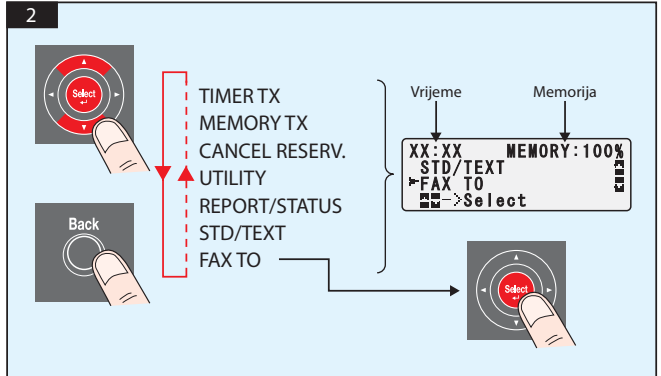 2
Select
TIMER TX
MEMORY TX
CANCEL RESERV.
UTILITY
REPORT/STATUS
STD/TEXT
FAX TO
Back
Vrijeme
Memorija
XX:XX MEMORY:100%
STD/TEXT
FAX TO
->Select
Select